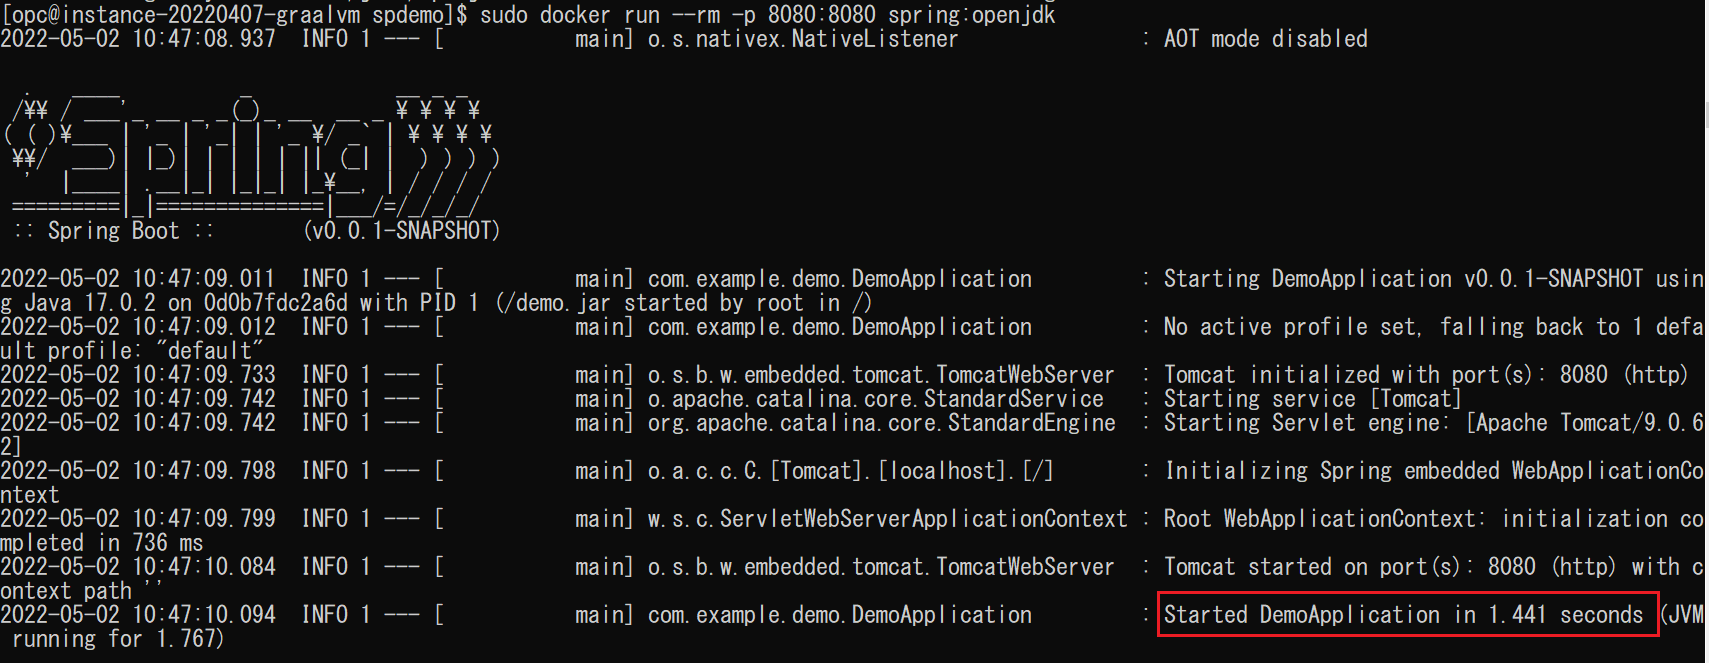 [opc@instance-20220407-graalvm spdemo]$ sudo docker run --rm -p 8080:8080 spring:openjdk
2022-05-02 10:47:08.937  INFO 1 --- [           main] o.s.nativex.NativeListener               : AOT mode disabled
  .   ____          _            __ _ _
 /¥¥ / ___'_ __ _ _(_)_ __  __ _ ¥ ¥ ¥ ¥
( ( )¥___ | '_ | '_| | '_ ¥/ _` | ¥ ¥ ¥ ¥
 ¥¥/  ___)| |_)| | | | | || (_| |  ) ) ) )
  '  |____| .__|_| |_|_| |_¥__, | / / / /
 =========|_|==============|___/=/_/_/_/
 :: Spring Boot ::       (v0.0.1-SNAPSHOT)
2022-05-02 10:47:09.011  INFO 1 --- [           main] com.example.demo.DemoApplication         : Starting DemoApplication v0.0.1-SNAPSHOT usin
g Java 17.0.2 on 0d0b7fdc2a6d with PID 1 (/demo.jar started by root in /)
2022-05-02 10:47:09.012  INFO 1 --- [           main] com.example.demo.DemoApplication         : No active profile set, falling back to 1 defa
ult profile: "default"
2022-05-02 10:47:09.733  INFO 1 --- [           main] o.s.b.w.embedded.tomcat.TomcatWebServer  : Tomcat initialized with port(s): 8080 (http)
2022-05-02 10:47:09.742  INFO 1 --- [           main] o.apache.catalina.core.StandardService   : Starting service [Tomcat]
2022-05-02 10:47:09.742  INFO 1 --- [           main] org.apache.catalina.core.StandardEngine  : Starting Servlet engine: [Apache Tomcat/9.0.6
2]
2022-05-02 10:47:09.798  INFO 1 --- [           main] o.a.c.c.C.[Tomcat].[localhost].[/]       : Initializing Spring embedded WebApplicationCo
ntext
2022-05-02 10:47:09.799  INFO 1 --- [           main] w.s.c.ServletWebServerApplicationContext : Root WebApplicationContext: initialization co
mpleted in 736 ms
2022-05-02 10:47:10.084  INFO 1 --- [           main] o.s.b.w.embedded.tomcat.TomcatWebServer  : Tomcat started on port(s): 8080 (http) with c
ontext path ''
2022-05-02 10:47:10.094  INFO 1 --- [           main] com.example.demo.DemoApplication         : Started DemoApplication in 1.441 seconds (JVM
 running for 1.767)